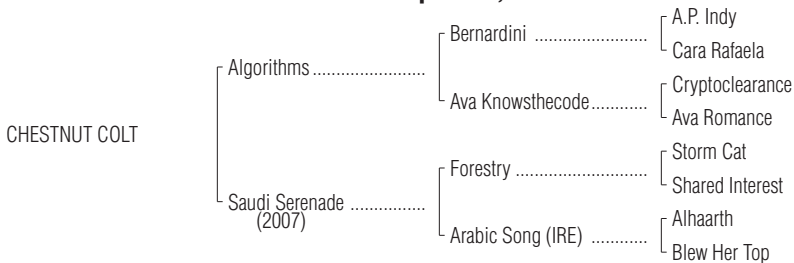 A.P. Indy
Bernardini ........................
Cara Rafaela
Algorithms ........................
Cryptoclearance
Ava Knowsthecode............
Ava Romance
CHESTNUT COLT
Storm Cat
Forestry ............................
Shared Interest
Saudi Serenade ................
(2007)
Alhaarth
Arabic Song (IRE) ............
Blew Her Top